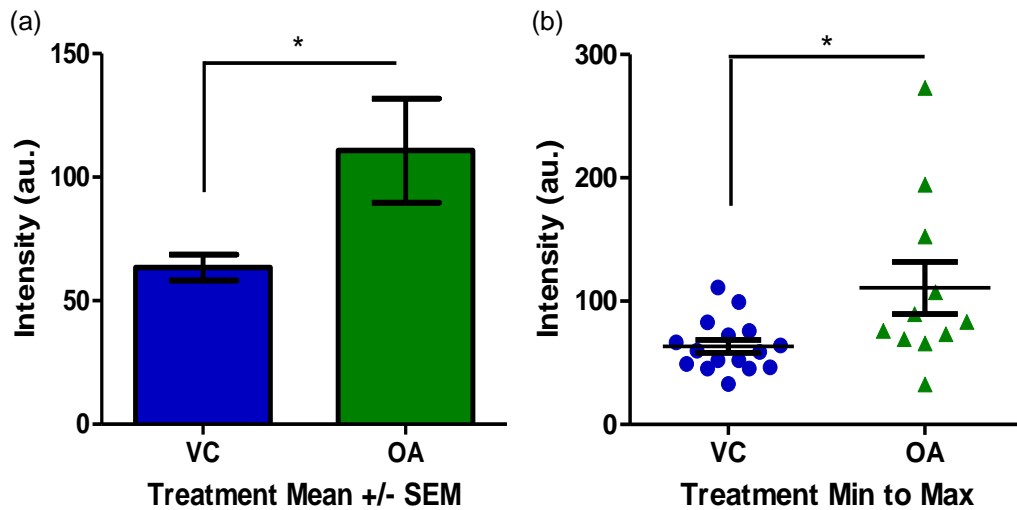 (a)
*
150
100
50
0
Intensity (au.)
VC OA
Treatment Mean +/- SEM
(b)
*
300
200
100
0
Intensity (au.)
VC OA
Treatment Min to Max